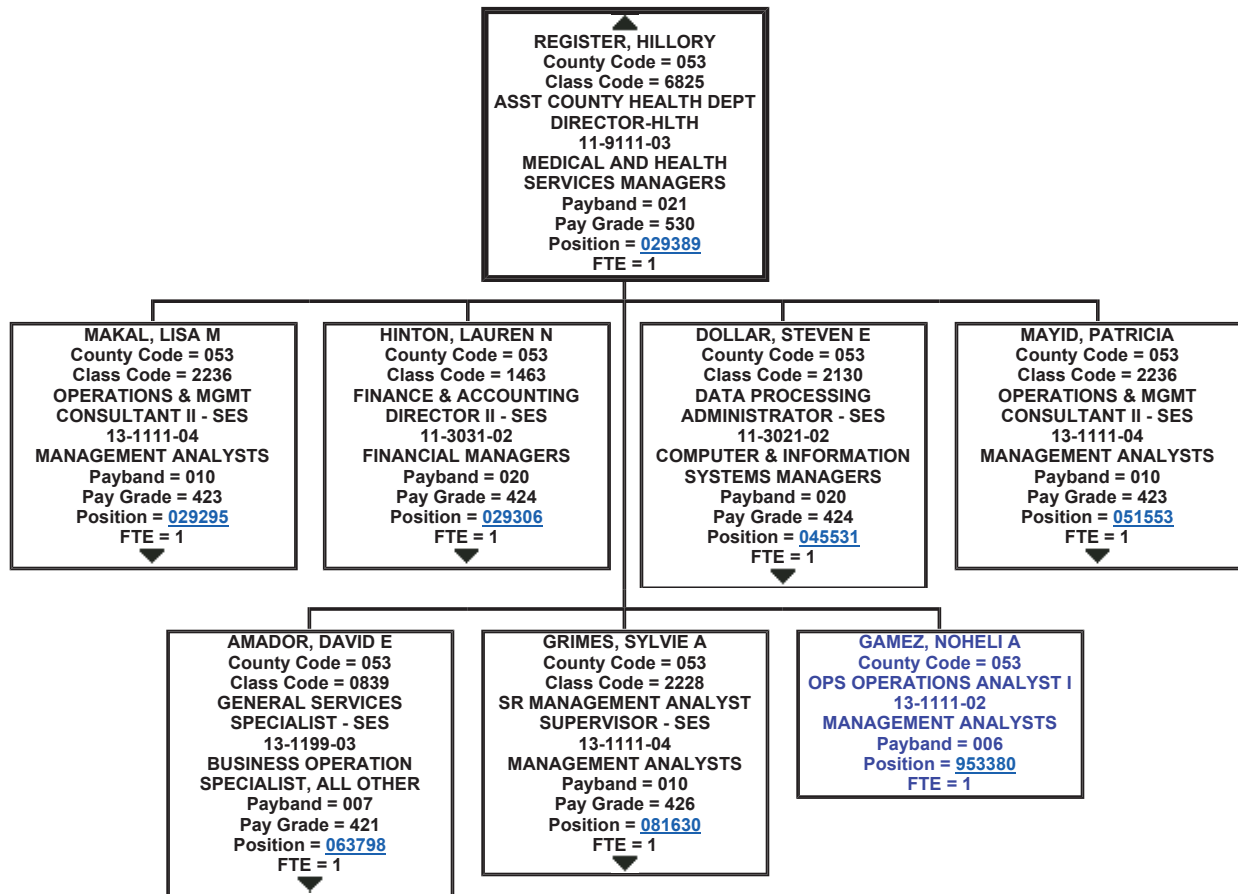 REGISTER, HILLORY
County Code = 053
Class Code = 6825
ASST COUNTY HEALTH DEPT
DIRECTOR-HLTH
11-9111-03
MEDICAL AND HEALTH
SERVICES MANAGERS
Payband = 021
Pay Grade = 530
Position = 029389
FTE = 1
MAKAL, LISA M
County Code = 053
Class Code = 2236
OPERATIONS & MGMT
CONSULTANT II - SES
13-1111-04
MANAGEMENT ANALYSTS
Payband = 010
Pay Grade = 423
Position = 029295
FTE = 1
HINTON, LAUREN N
County Code = 053
Class Code = 1463
FINANCE & ACCOUNTING
DIRECTOR II - SES
11-3031-02
FINANCIAL MANAGERS
Payband = 020
Pay Grade = 424
Position = 029306
FTE = 1
DOLLAR, STEVEN E
County Code = 053
Class Code = 2130
DATA PROCESSING
ADMINISTRATOR - SES
11-3021-02
COMPUTER & INFORMATION
SYSTEMS MANAGERS
Payband = 020
Pay Grade = 424
Position = 045531
FTE = 1
MAYID, PATRICIA
County Code = 053
Class Code = 2236
OPERATIONS & MGMT
CONSULTANT II - SES
13-1111-04
MANAGEMENT ANALYSTS
Payband = 010
Pay Grade = 423
Position = 051553
FTE = 1
AMADOR, DAVID E
County Code = 053
Class Code = 0839
GENERAL SERVICES
SPECIALIST - SES
13-1199-03
BUSINESS OPERATION
SPECIALIST, ALL OTHER
Payband = 007
Pay Grade = 421
Position = 063798
FTE = 1
GRIMES, SYLVIE A
County Code = 053
Class Code = 2228
SR MANAGEMENT ANALYST
SUPERVISOR - SES
13-1111-04
MANAGEMENT ANALYSTS
Payband = 010
Pay Grade = 426
Position = 081630
FTE = 1
GAMEZ, NOHELI A
County Code = 053
OPS OPERATIONS ANALYST I
13-1111-02
MANAGEMENT ANALYSTS
Payband = 006
Position = 953380
FTE = 1